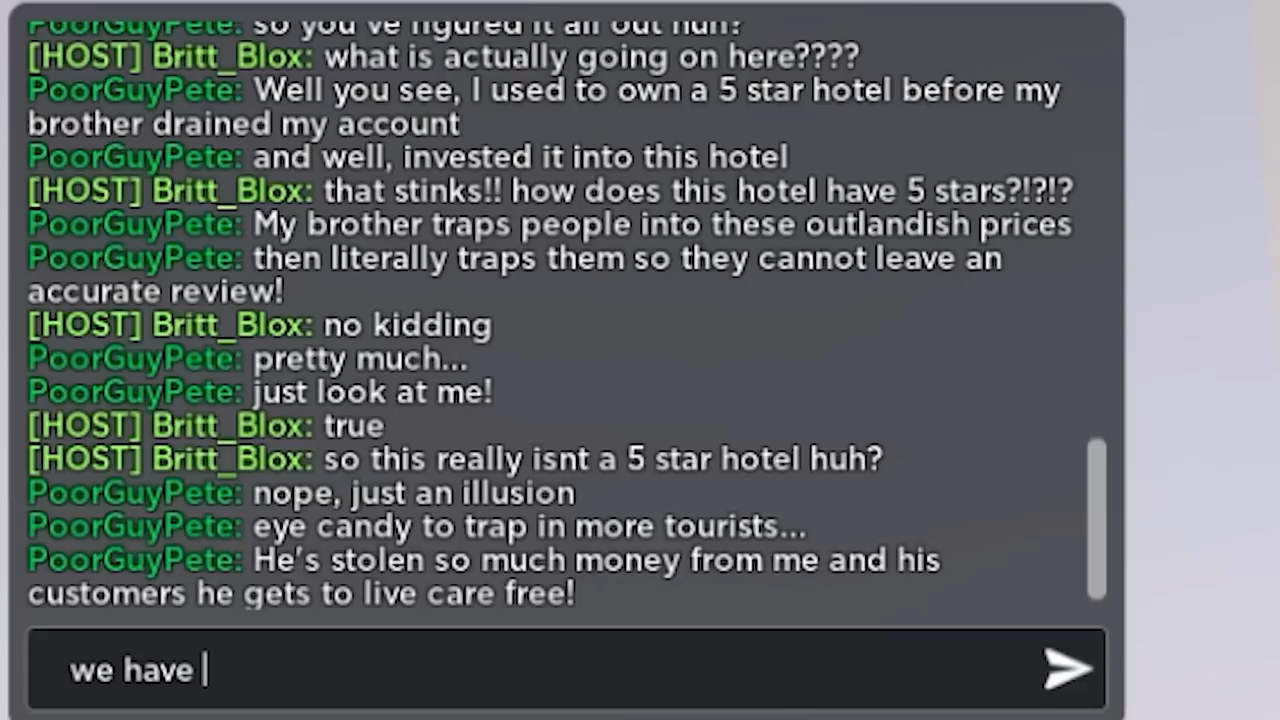 PoorGuyPete: so you've figured it all out huh?
[HOST] Britt_Blox: what is actually going on here????
PoorGuyPete: Well you see, I used to own a 5 star hotel before my
brother drained my account
PoorGuyPete: and well, invested it into this hotel
[HOST] Britt_Blox: that stinks!! how does this hotel have 5 stars?!?!?
PoorGuyPete: My brother traps people into these outlandish prices
PoorGuyPete: then literally traps them so they cannot leave an
accurate review!
[HOST] Britt_Blox: no kidding
PoorGuyPete: pretty much...
PoorGuyPete: just look at me!
[HOST] Britt_Blox: true
[HOST] Britt_Blox: so this really isnt a 5 star hotel huh?
PoorGuyPete: nope, just an illusion
PoorGuyPete: eye candy to trap in more tourists...
PoorGuyPete: He's stolen so much money from me and his
customers he gets to live care free!
we have